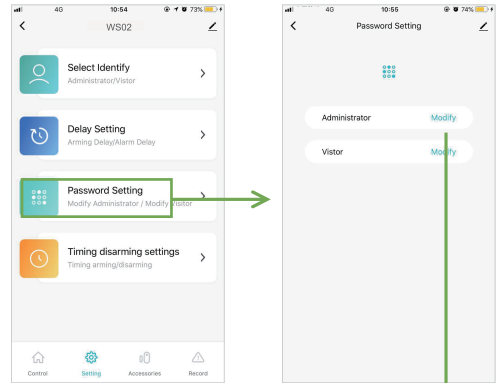 4G 10:54 73%
WS02
Select Identify
Administrator/Vistor
Delay Setting
Arming Delay/Alarm Delay
Password Setting
Modify Administrator / Modify Visitor
Timing disarming settings
Timing arming/disarming
Control Setting Accessories Record
4G 10:55 74%
Password Setting
Administrator Modify
Vistor Modify